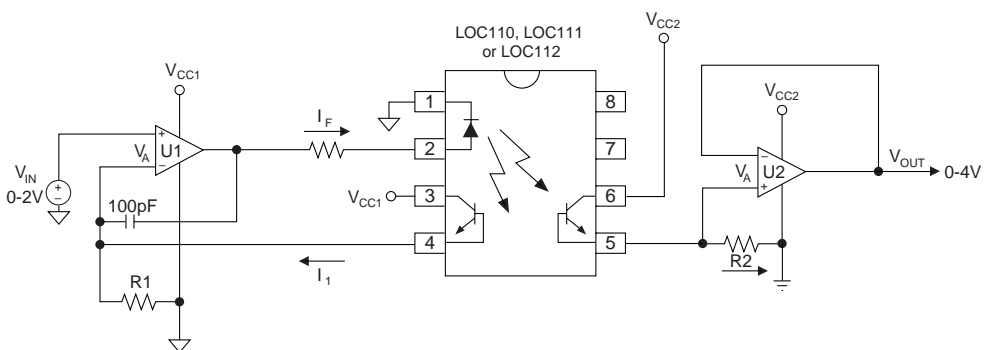 LOC110, LOC111
or LOC112
VCC2
VCC1
IF
1
8
VCC2
VIN
0-2V
+
−
VA
+
−
U1
2
7
VA
−
+
U2
VOUT
0-4V
100pF
VCC1
3
6
4
5
I1
R1
R2